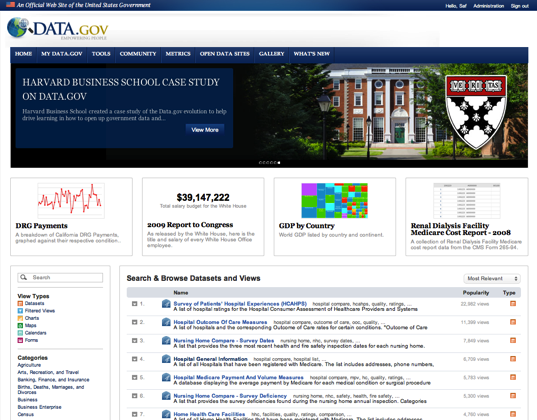 An Official Web Site of the United States Government
Hello, Saf Administration Sign out
DATA.GOV
EMPOWERING PEOPLE
HOME MY DATA.GOV TOOLS COMMUNITY METRICS OPEN DATA SITES GALLERY WHAT'S NEW
HARVARD BUSINESS SCHOOL CASE STUDY
ON DATA.GOV
Harvard Business School created a case study of the Data.gov evolution to help
drive learning in how to open up government data and...
View More
VE RI TAS
DRG Payments
A breakdown of California DRG Payments,
graphed against their respective condition...
$39,147,222
Total salary budget for the White House
2009 Report to Congress
As released by the White House, here is the
title and salary of every White House Office
employee.
GDP by Country
World GDP listed by country and continent.
Renal Dialysis Facility
Medicare Cost Report - 2008
A collection of Renal Dialysis Facility Medicare
cost report data from the CMS Form 265-94.
Search
View Types
Datasets
Filtered Views
Charts
Maps
Calendars
Forms
Categories
Agriculture
Arts, Recreation, and Travel
Banking, Finance, and Insurance
Births, Deaths, Marriages, and
Divorces
Business
Business Enterprise
Census
Search & Browse Datasets and Views
Most Relevant
Name Popularity Type
1. Survey of Patients' Hospital Experiences (HCAHPS) hospital compare, hcahps, quality, ratings, ... 22,982 views
A list of hospital ratings for the Hospital Consumer Assessment of Healthcare Providers and Systems
2. Hospital Outcome Of Care Measures hospital compare, outcome of care, ooc, quality, ... 11,399 views
A list of hospitals and the corresponding Outcome of Care rates for certain conditions. "Outcome of Care
3. Nursing Home Compare - Survey Dates nursing home, nhc, survey dates, ... 7,849 views
A list that provides the three most recent health and fire safety inspection dates for each nursing home.
4. Hospital General Information hospital compare, hospital list, ... 6,709 views
A list of all Hospitals that have been registered with Medicare. The list includes addresses, phone numbers,
5. Hospital Medicare Payment And Volume Measures hospital compare, mpv, hc, quality, ratings, ... 5,783 views
A database displaying the average payment by Medicare for each medical condition or surgical procedure
6. Nursing Home Compare - Survey Deficiency nursing home, nhc, safety, health, fire safety, ... 5,300 views
A list that provides the survey deficiencies found during the nursing home annual inspection. Categories
7. Home Health Care Facilities nhc, facilities, quality, ratings, comparison, ... 4,750 views